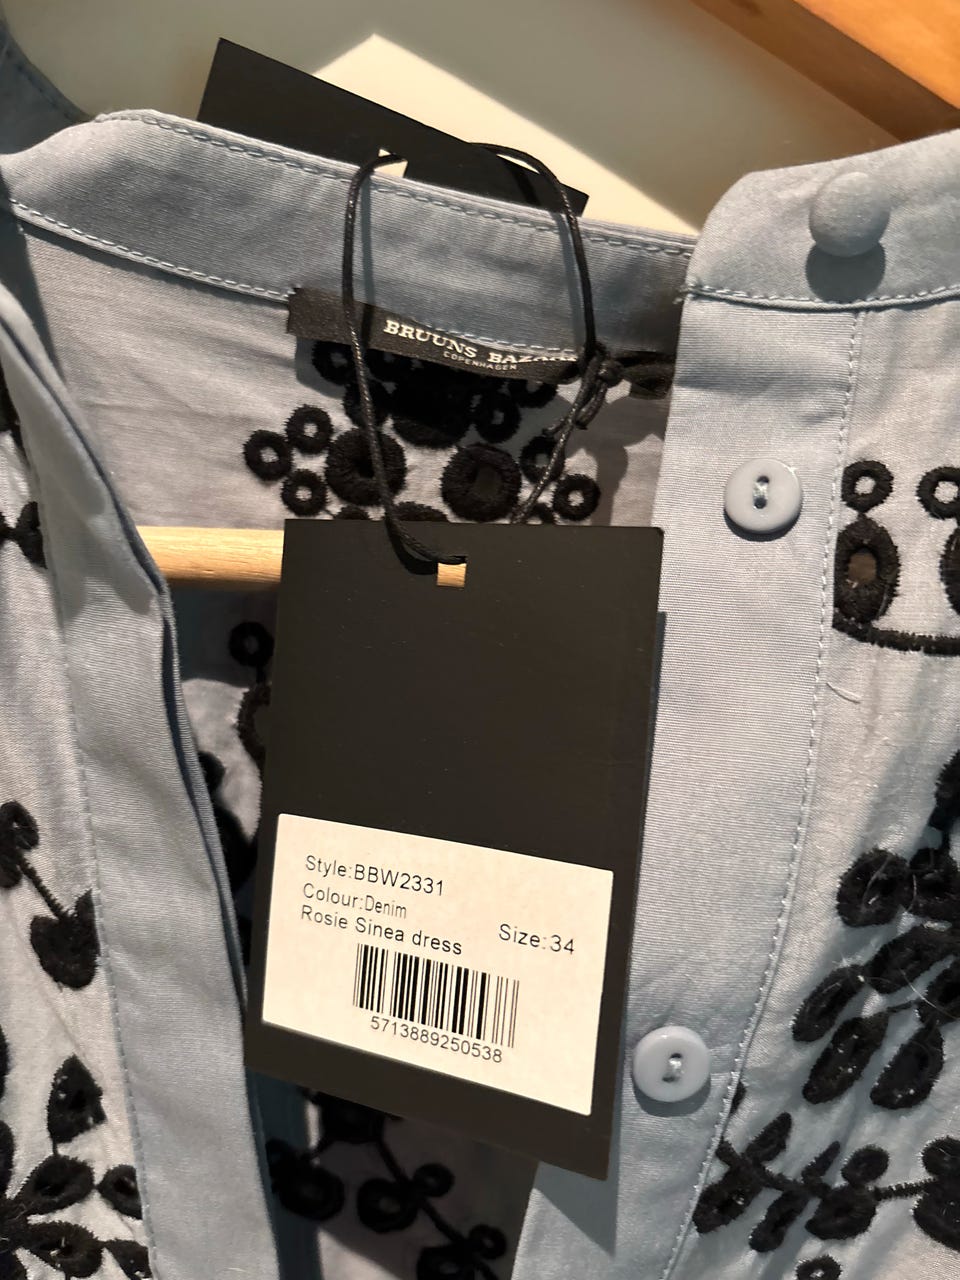 BRUUNS BAZAAR
COPENHAGEN
Style:BBW2331
Colour:Denim
Rosie Sinea dress
Size:34
5713889250538